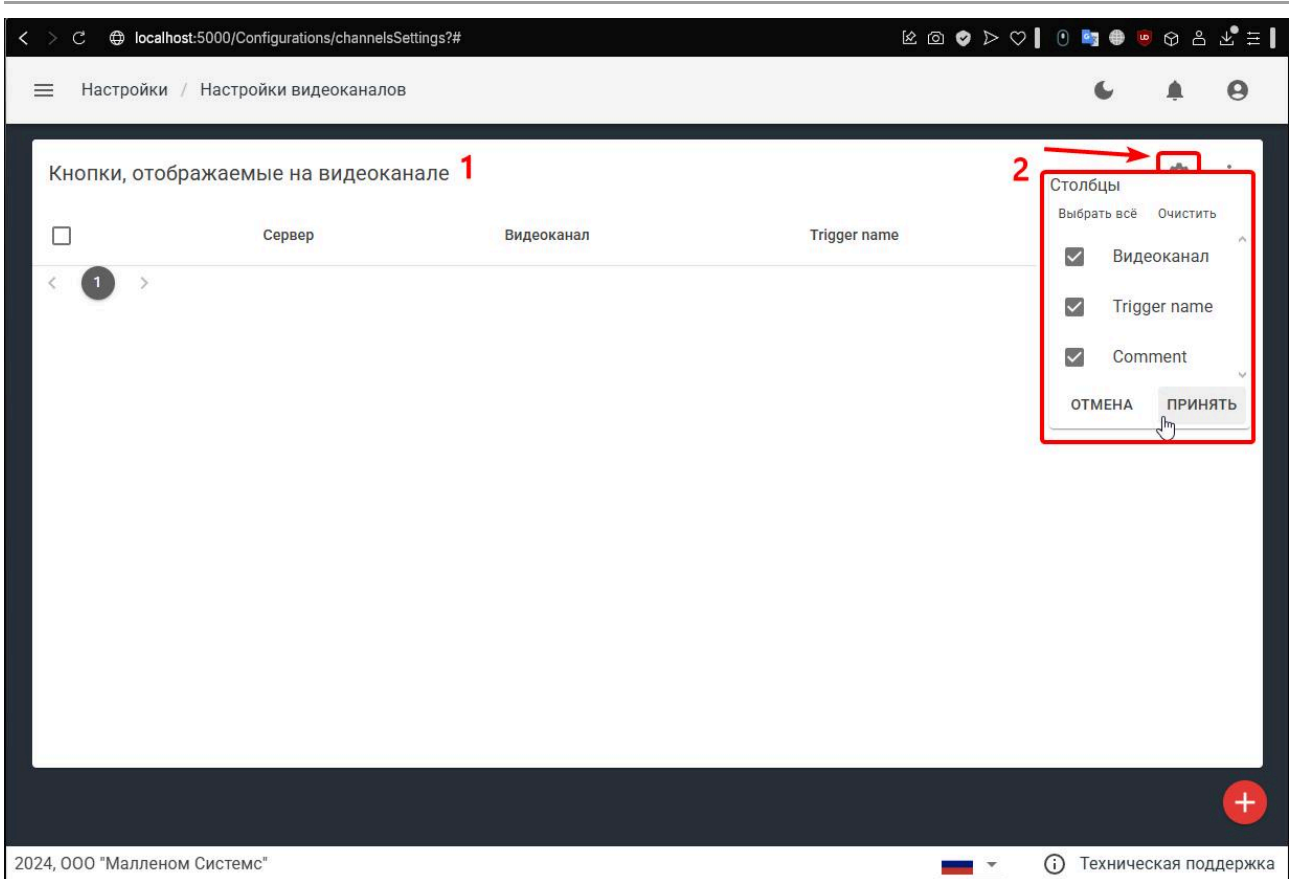 localhost:5000/Configurations/channelsSettings?#
Настройки / Настройки видеоканалов
Кнопки, отображаемые на видеоканале 1
2
Столбцы
Выбрать всё Очистить
Сервер Видеоканал Trigger name
Видеоканал
Trigger name
Comment
ОТМЕНА ПРИНЯТЬ
1
2024, ООО "Малленом Системс"
Техническая поддержка